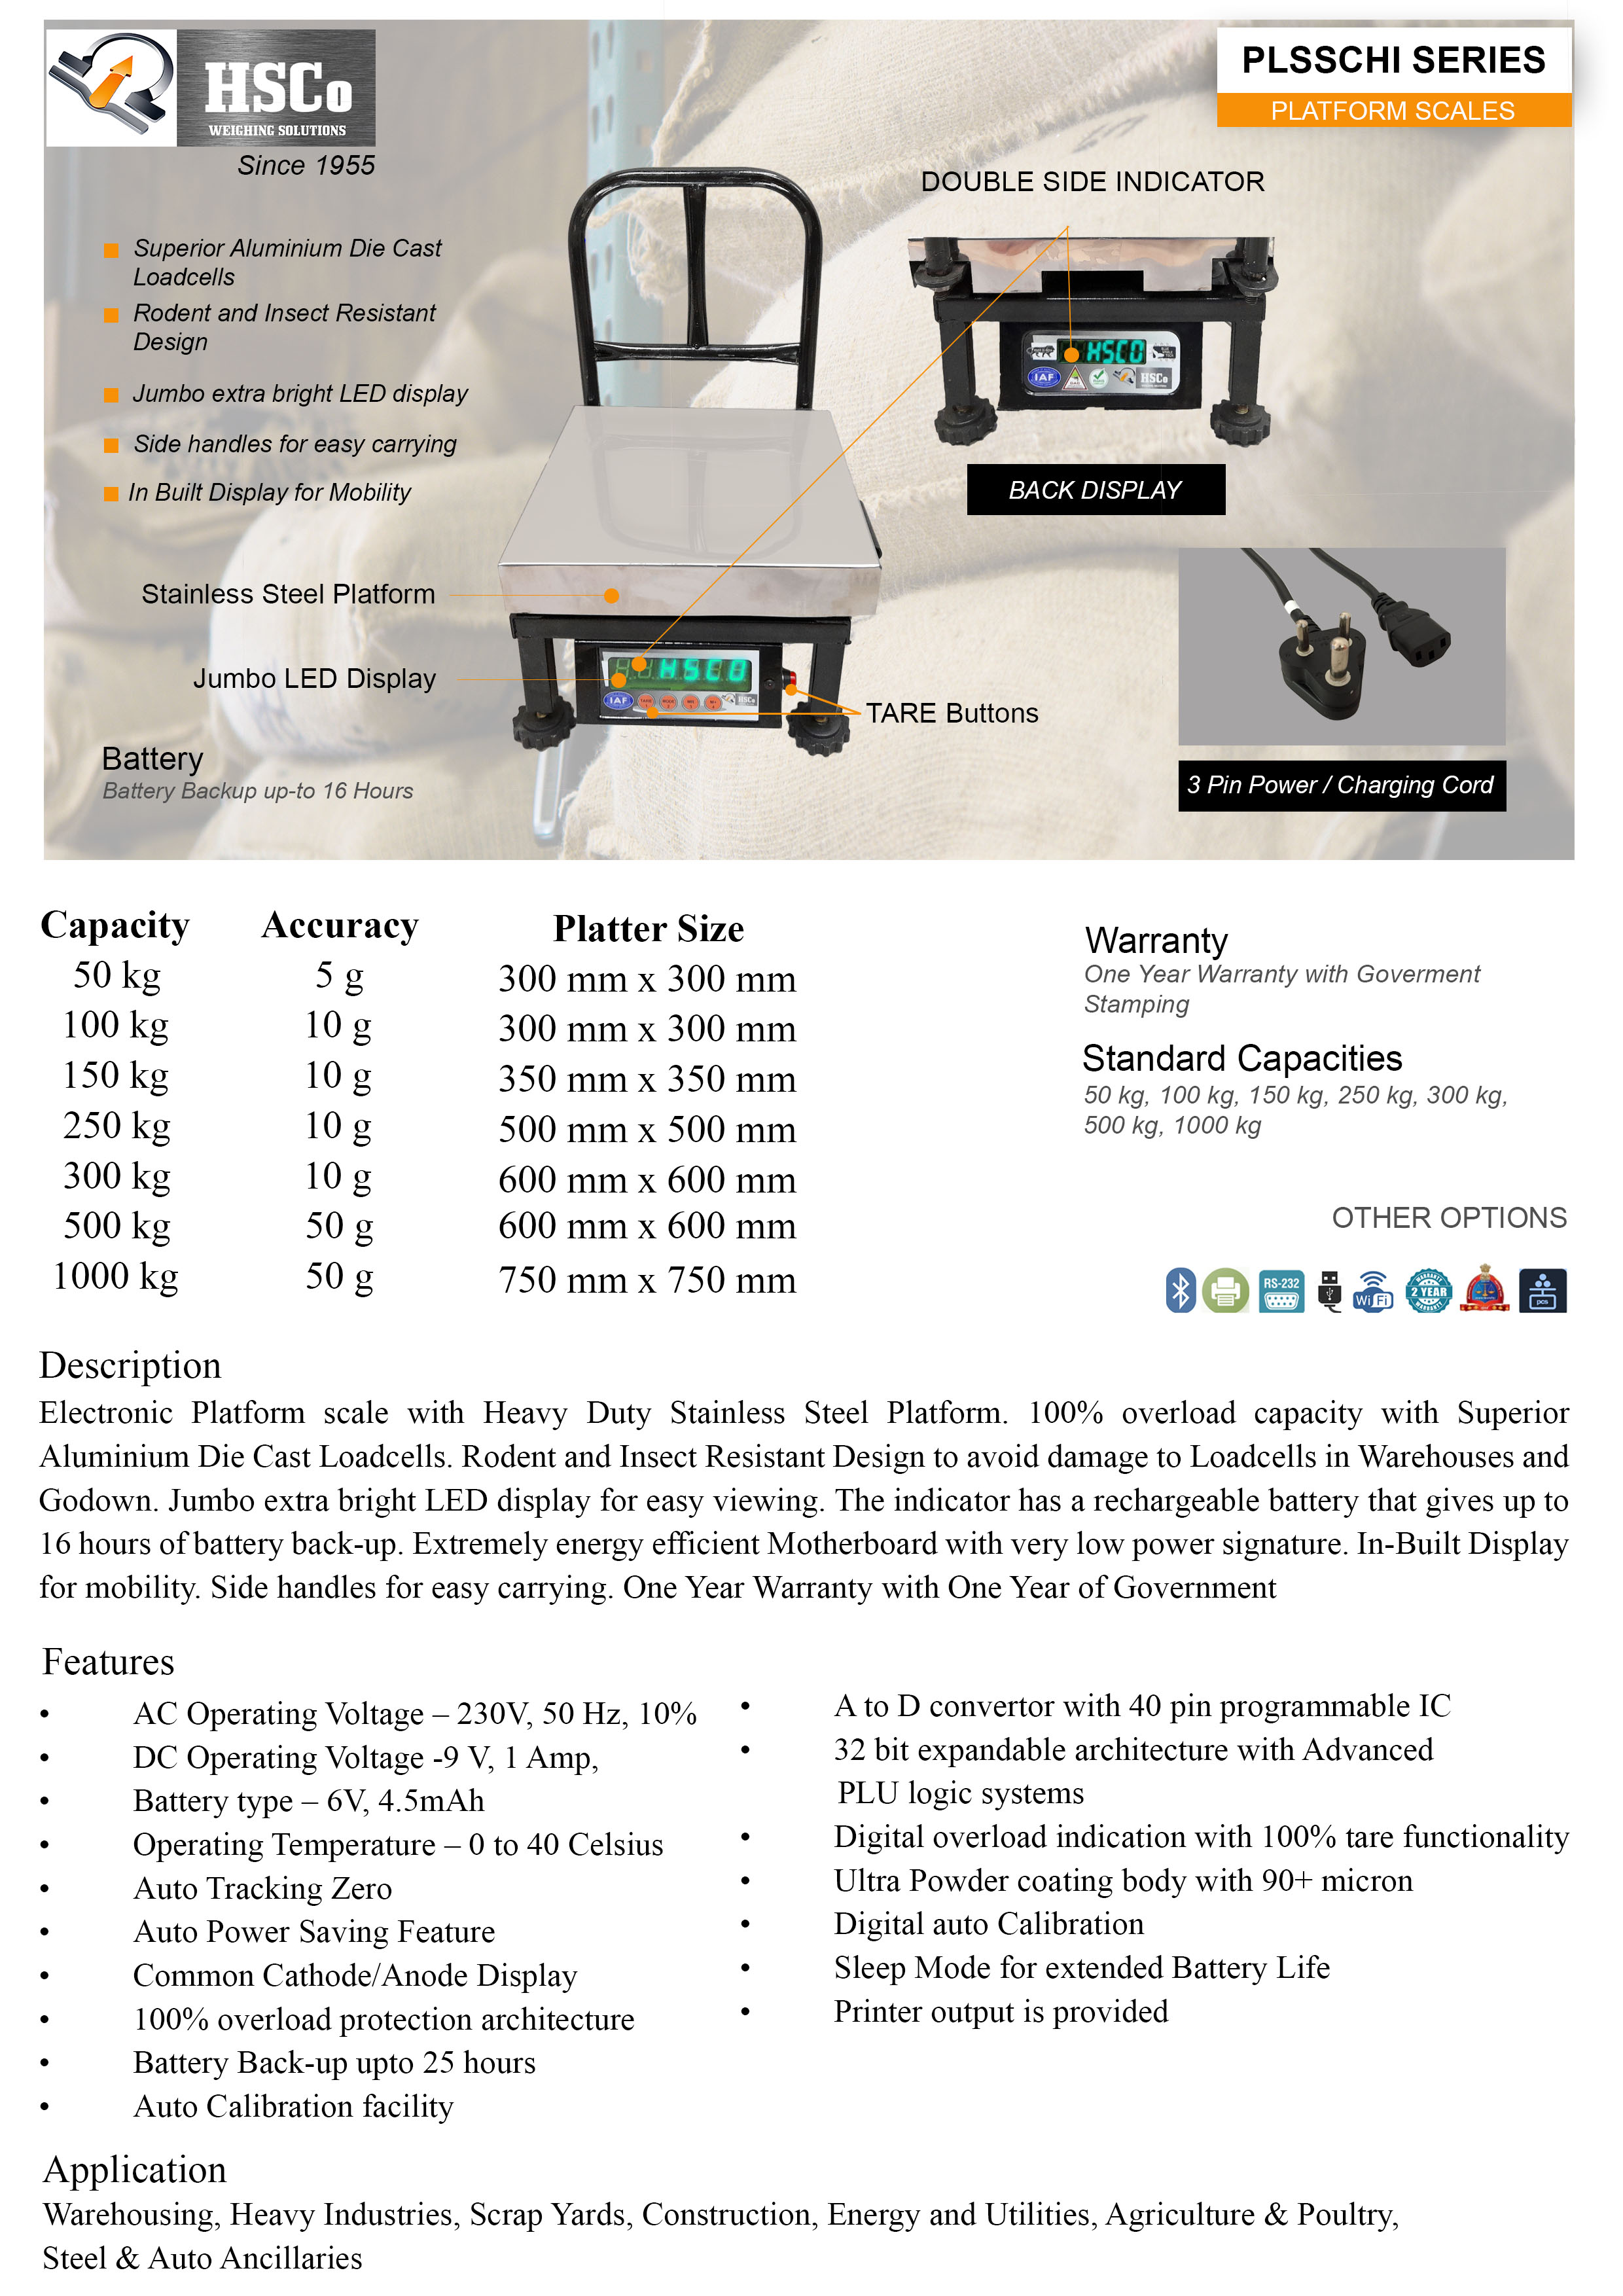 HSCo
WEIGHING SOLUTIONS
Since 1955
PLSSCHI SERIES
PLATFORM SCALES
Superior Aluminium Die Cast
Loadcells
Rodent and Insect Resistant
Design
Jumbo extra bright LED display
Side handles for easy carrying
In Built Display for Mobility
DOUBLE SIDE INDICATOR
HSCO
IAF
HSCo
BACK DISPLAY
Stainless Steel Platform
Jumbo LED Display
HSCO
IAF
HSCo
TARE Buttons
Battery
Battery Backup up-to 16 Hours
3 Pin Power / Charging Cord
Capacity Accuracy Platter Size
50 kg 5 g 300 mm x 300 mm
100 kg 10 g 300 mm x 300 mm
150 kg 10 g 350 mm x 350 mm
250 kg 10 g 500 mm x 500 mm
300 kg 10 g 600 mm x 600 mm
500 kg 50 g 600 mm x 600 mm
1000 kg 50 g 750 mm x 750 mm
Warranty
One Year Warranty with Goverment
Stamping
Standard Capacities
50 kg, 100 kg, 150 kg, 250 kg, 300 kg,
500 kg, 1000 kg
OTHER OPTIONS
RS-232
WiFi
WARRANTY
2 YEAR
WARRANTY
pcs
Description
Electronic Platform scale with Heavy Duty Stainless Steel Platform. 100% overload capacity with Superior
Aluminium Die Cast Loadcells. Rodent and Insect Resistant Design to avoid damage to Loadcells in Warehouses and
Godown. Jumbo extra bright LED display for easy viewing. The indicator has a rechargeable battery that gives up to
16 hours of battery back-up. Extremely energy efficient Motherboard with very low power signature. In-Built Display
for mobility. Side handles for easy carrying. One Year Warranty with One Year of Government
Features
• AC Operating Voltage – 230V, 50 Hz, 10%
• DC Operating Voltage -9 V, 1 Amp,
• Battery type – 6V, 4.5mAh
• Operating Temperature – 0 to 40 Celsius
• Auto Tracking Zero
• Auto Power Saving Feature
• Common Cathode/Anode Display
• 100% overload protection architecture
• Battery Back-up upto 25 hours
• Auto Calibration facility
• A to D convertor with 40 pin programmable IC
• 32 bit expandable architecture with Advanced
PLU logic systems
• Digital overload indication with 100% tare functionality
• Ultra Powder coating body with 90+ micron
• Digital auto Calibration
• Sleep Mode for extended Battery Life
• Printer output is provided
Application
Warehousing, Heavy Industries, Scrap Yards, Construction, Energy and Utilities, Agriculture & Poultry,
Steel & Auto Ancillaries